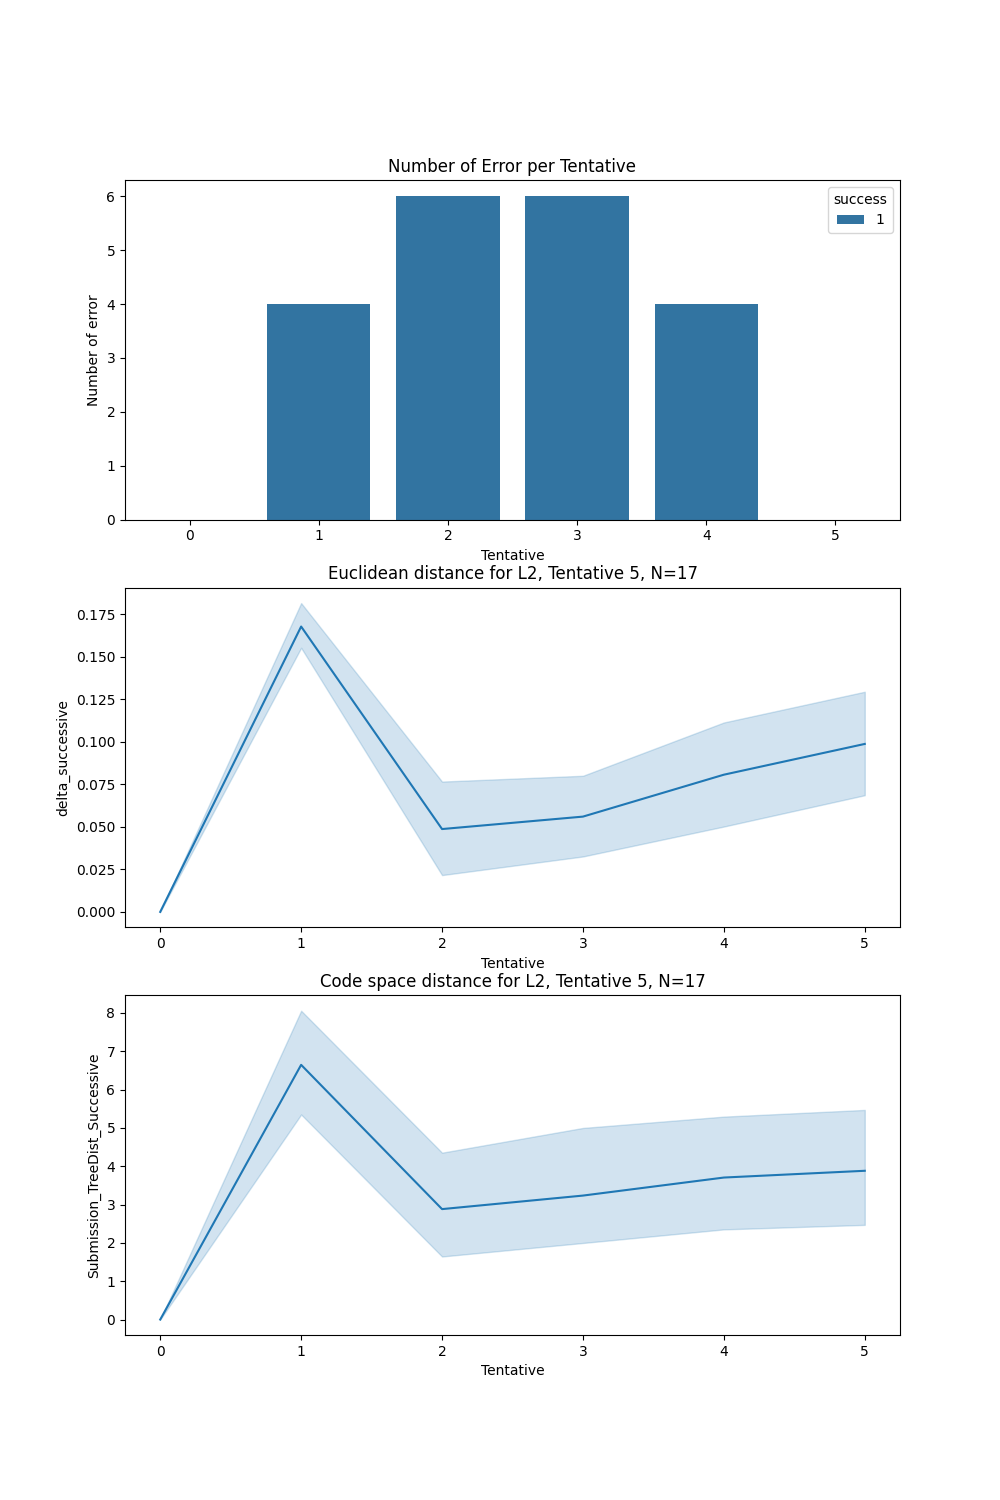 Number of Error per Tentative
success
1
6
5
4
3
2
1
0
Number of error
0 1 2 3 4 5
Tentative
Euclidean distance for L2, Tentative 5, N=17
0.175
0.150
0.125
0.100
0.075
0.050
0.025
0.000
delta_successive
0 1 2 3 4 5
Tentative
Code space distance for L2, Tentative 5, N=17
8
7
6
5
4
3
2
1
0
Submission_TreeDist_Successive
0 1 2 3 4 5
Tentative